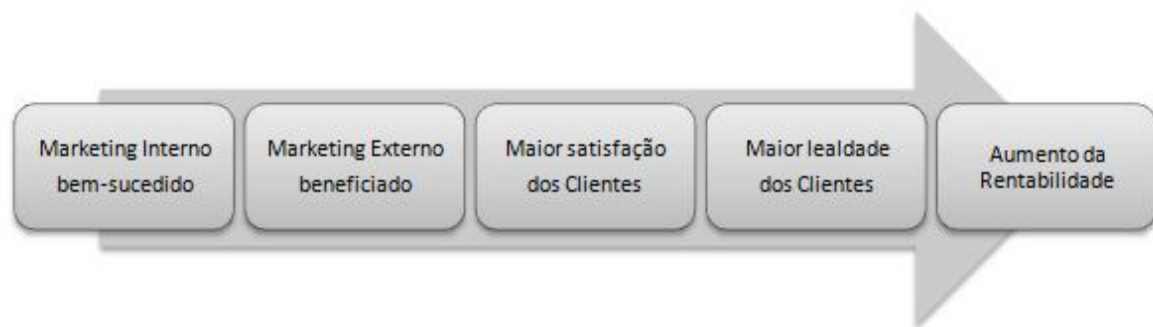 Marketing Interno
bem-sucedido
Marketing Externo
beneficiado
Maior satisfação
dos Clientes
Maior lealdade
dos Clientes
Aumento da
Rentabilidade